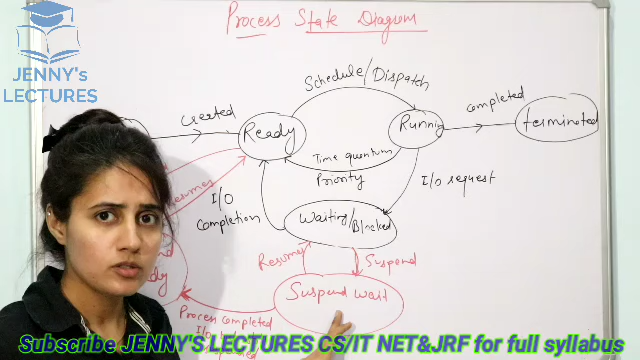 Process State Diagram
JENNY's
LECTURES
Schedule/Dispatch
created
completed
Ready
Running
terminated
Time quantum
Priority
I/O request
Resumes
I/O
completion
Waiting/Blocked
Resume
Suspend
Suspend wait
Process completed
Subscribe JENNY'S LECTURES CS/IT NET&JRF for full syllabus